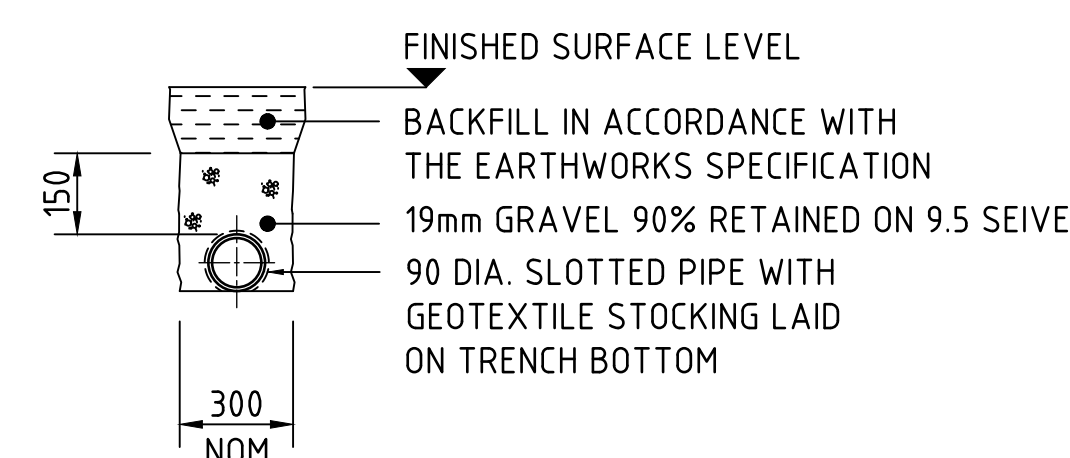 FINISHED SURFACE LEVEL
BACKFILL IN ACCORDANCE WITH
THE EARTHWORKS SPECIFICATION
150
19mm GRAVEL 90% RETAINED ON 9.5 SEIVE
90 DIA. SLOTTED PIPE WITH
GEOTEXTILE STOCKING LAID
ON TRENCH BOTTOM
300
NOM